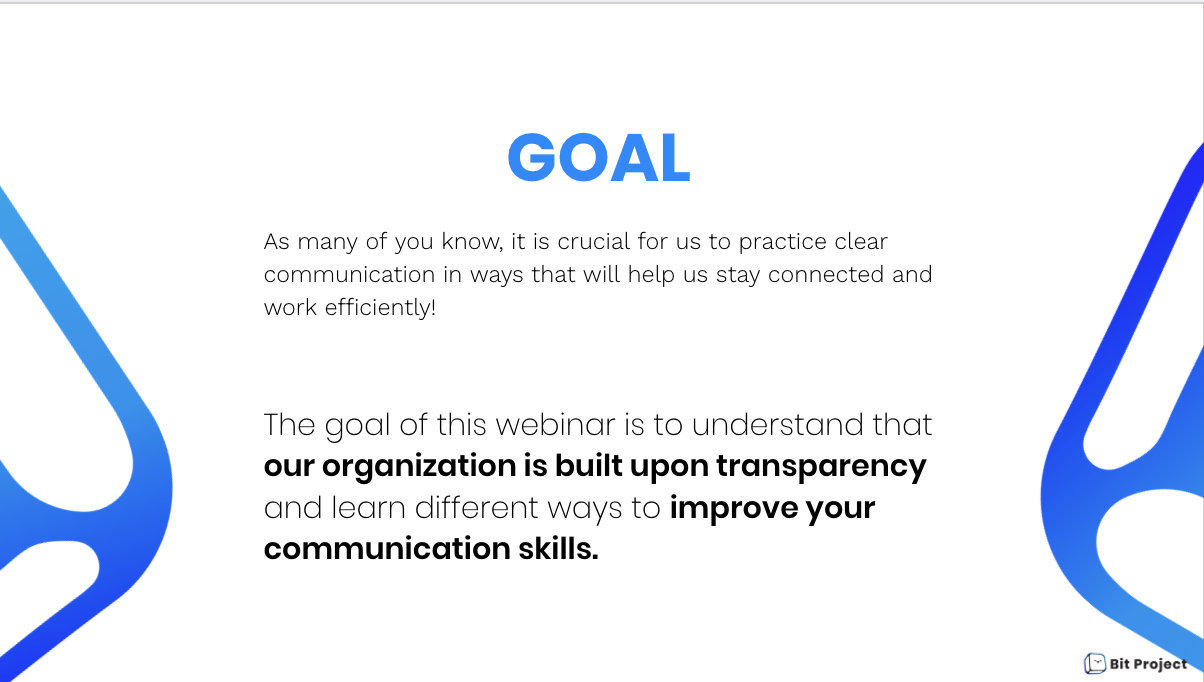 GOAL
As many of you know, it is crucial for us to practice clear
communication in ways that will help us stay connected and
work efficiently!
The goal of this webinar is to understand that
our organization is built upon transparency
and learn different ways to improve your
communication skills.
Bit Project